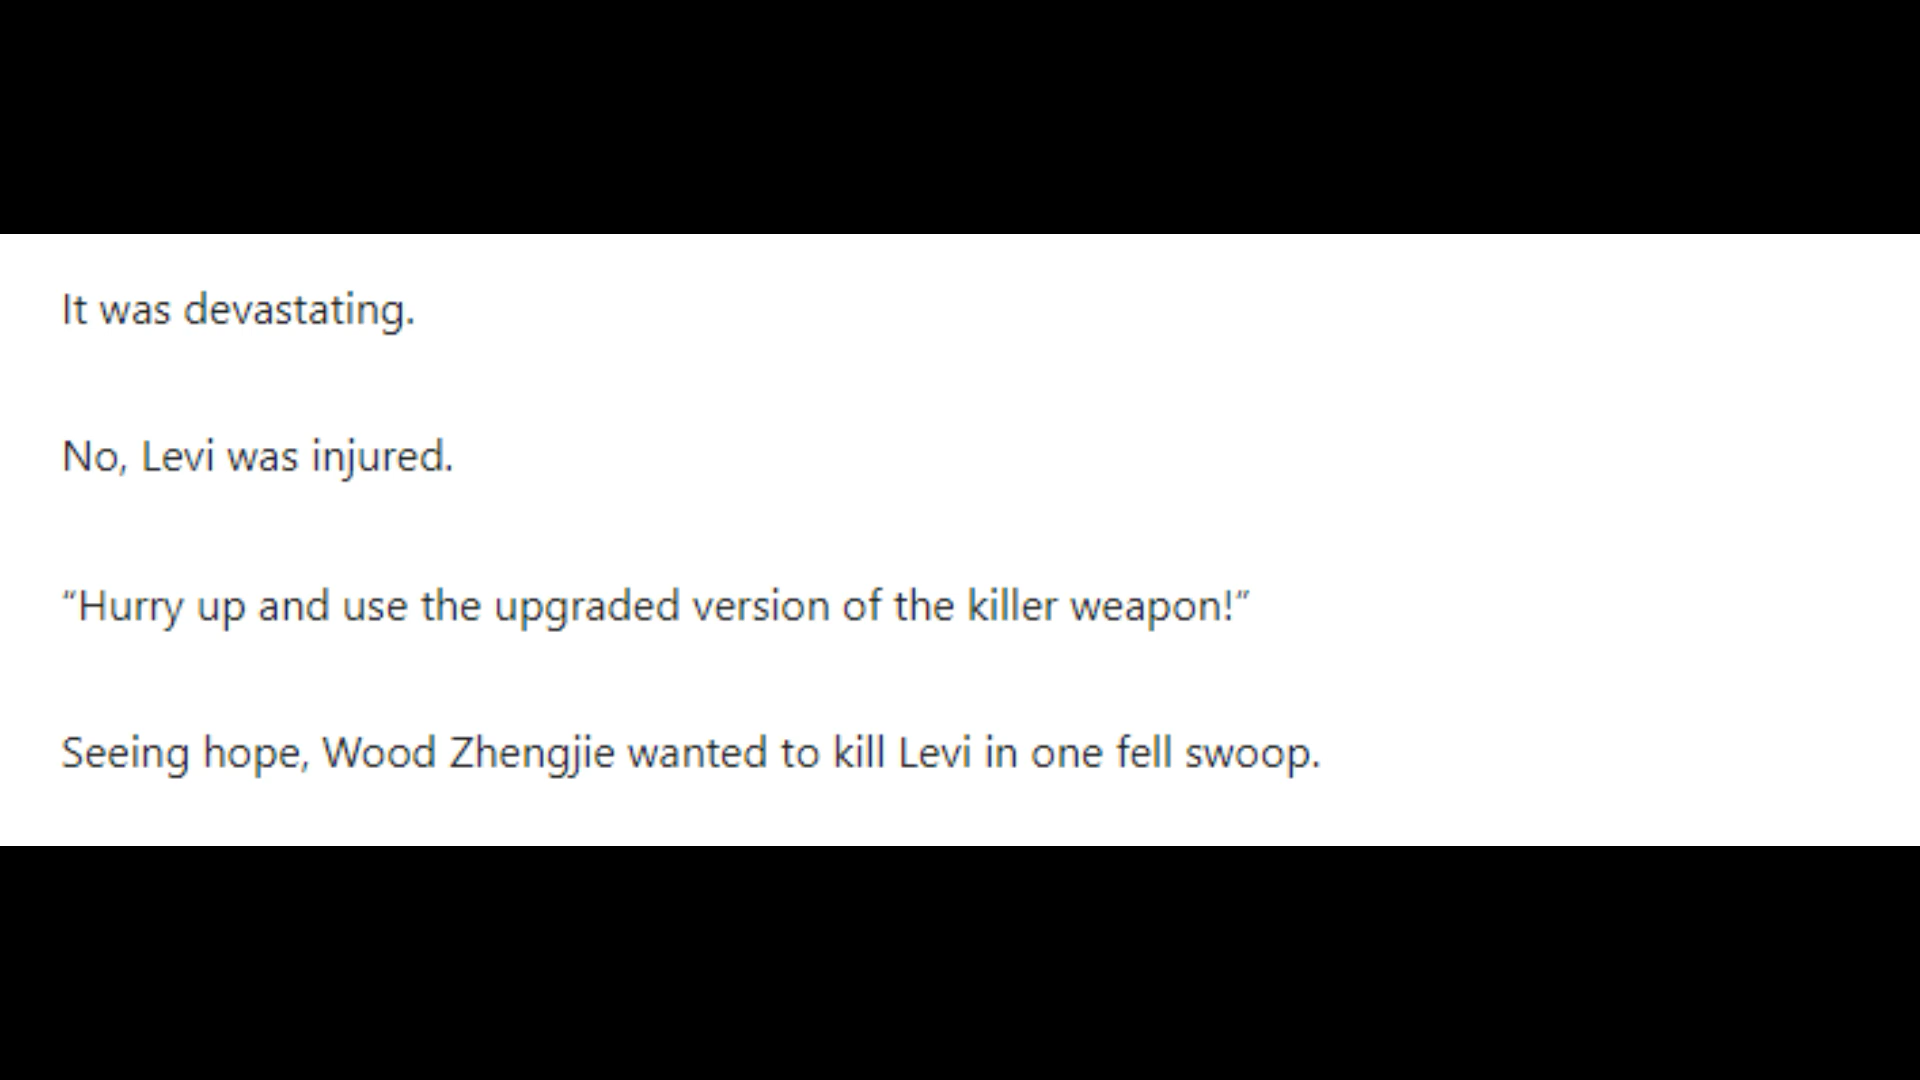 It was devastating.
No, Levi was injured.
“Hurry up and use the upgraded version of the killer weapon!”
Seeing hope, Wood Zhengjie wanted to kill Levi in one fell swoop.